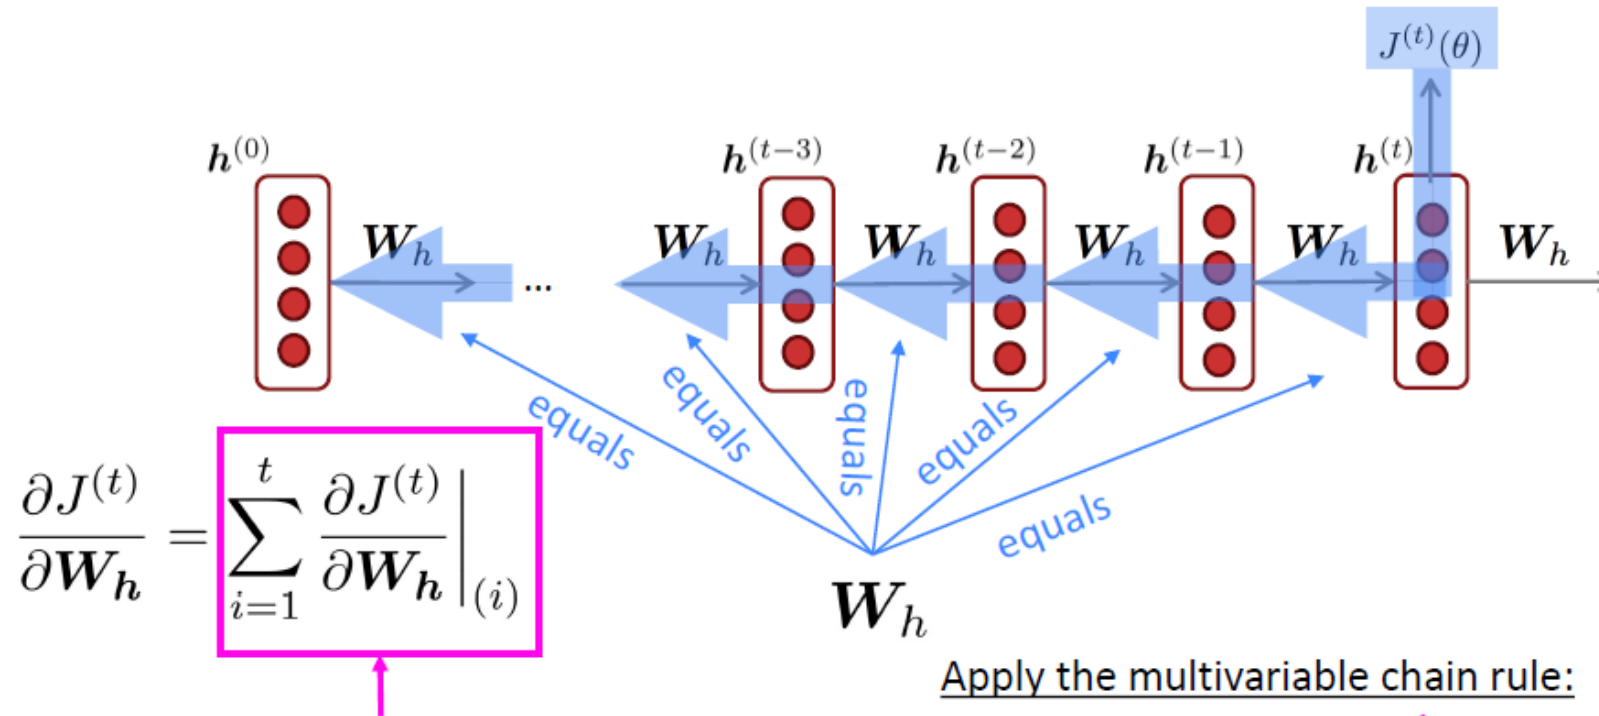 J^{(t)}(θ)
h^{(0)} h^{(t−3)} h^{(t−2)} h^{(t−1)} h^{(t)}
W_h ... W_h W_h W_h W_h W_h
equals equals equals equals equals
∂J^{(t)}/∂W_h = ∑_{i=1}^{t} ∂J^{(t)}/∂W_h |_{(i)}
W_h
Apply the multivariable chain rule: